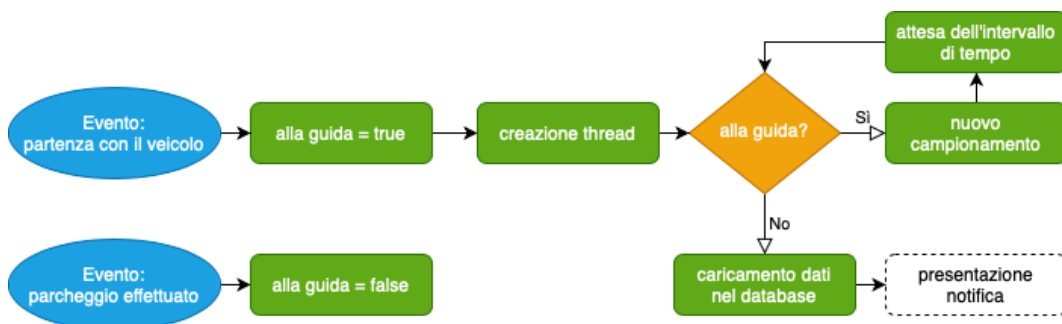 attesa dell'intervallo
di tempo
Evento:
partenza con il veicolo
alla guida = true
creazione thread
alla guida?
Sì
nuovo
campionamento
No
Evento:
parcheggio effettuato
alla guida = false
caricamento dati
nel database
presentazione
notifica